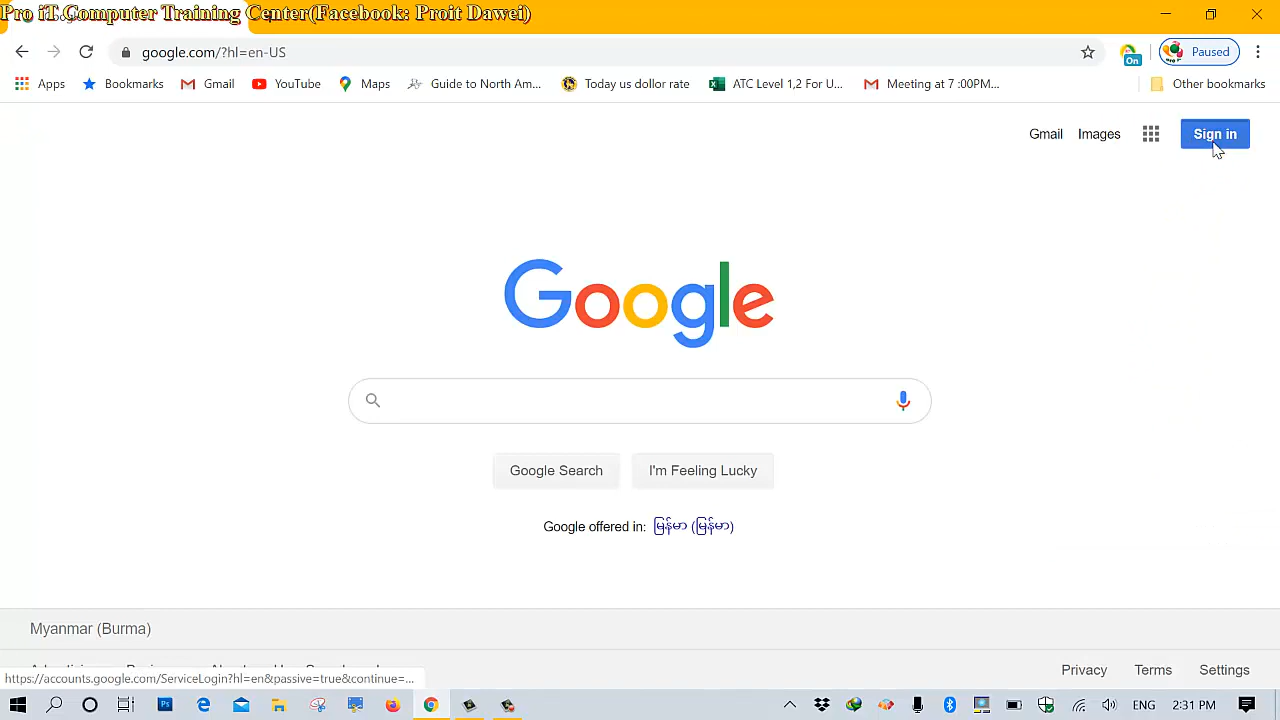 Pro iT Computer Training Center(Facebook: Proit Dawei)
google.com/?hl=en-US
Paused
On
Apps Bookmarks Gmail YouTube Maps Guide to North Am... Today us dollor rate ATC Level 1,2 For U... Meeting at 7 :00PM... Other bookmarks
Gmail Images Sign in
Google
Google Search I'm Feeling Lucky
Google offered in: မြန်မာ (မြန်မာ)
Myanmar (Burma)
Privacy Terms Settings
https://accounts.google.com/ServiceLogin?hl=en&passive=true&continue=...
ENG 2:31 PM